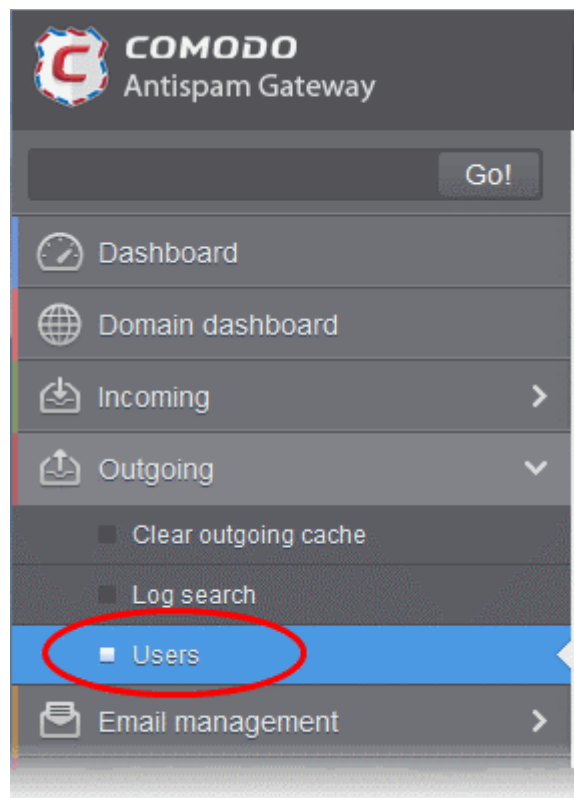 COMODO
Antispam Gateway
Go!
Dashboard
Domain dashboard
Incoming
Outgoing
Clear outgoing cache
Log search
Users
Email management